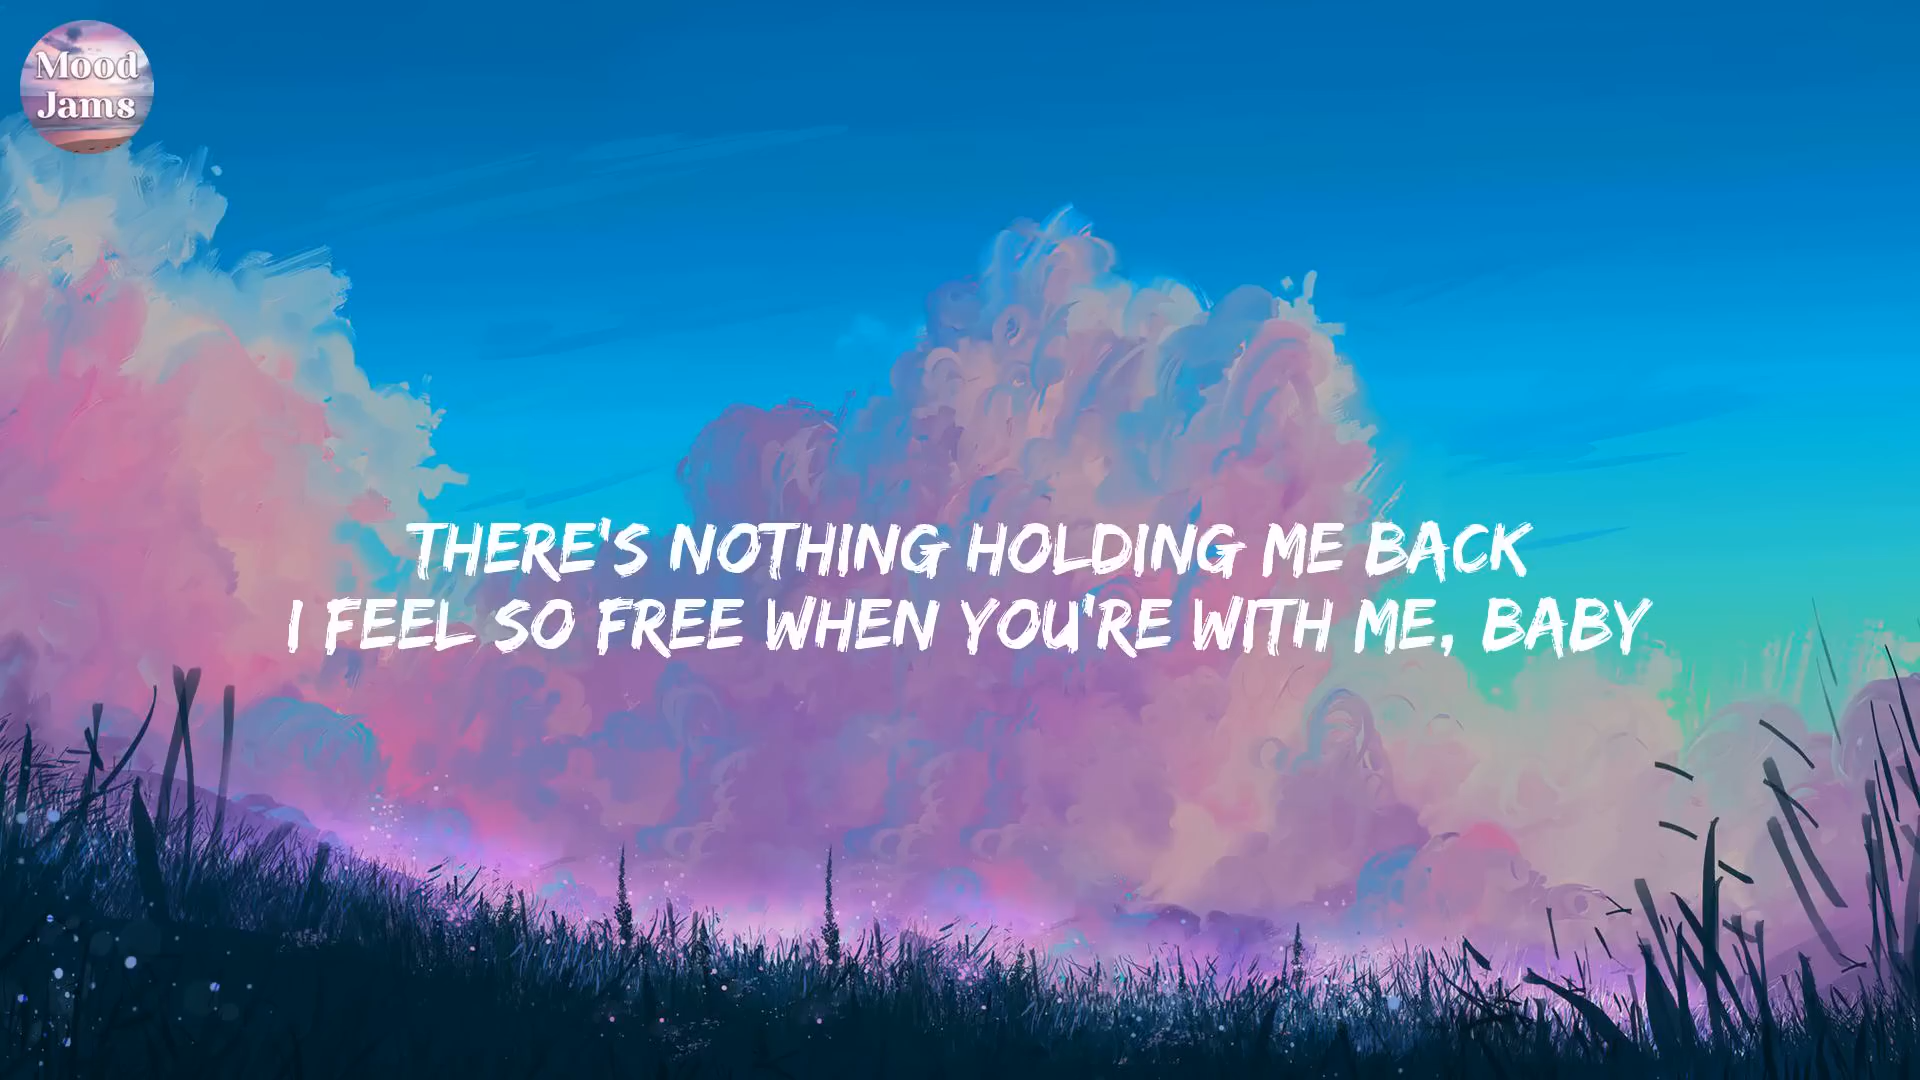 Mood
Jams
THERE'S NOTHING HOLDING ME BACK
I FEEL SO FREE WHEN YOU'RE WITH ME, BABY